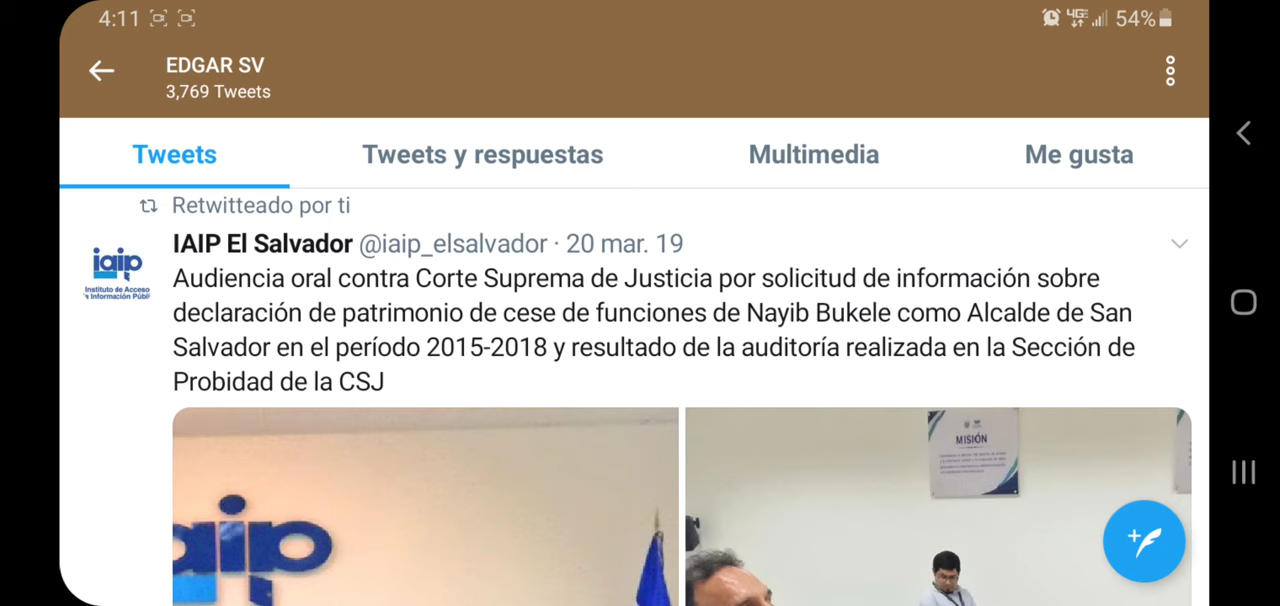 4:11 4G 54%
EDGAR SV
3,769 Tweets
Tweets Tweets y respuestas Multimedia Me gusta
Retwitteado por ti
IAIP El Salvador @iaip_elsalvador · 20 mar. 19
iaip
Instituto de Acceso
a Información Públi
Audiencia oral contra Corte Suprema de Justicia por solicitud de información sobre
declaración de patrimonio de cese de funciones de Nayib Bukele como Alcalde de San
Salvador en el período 2015-2018 y resultado de la auditoría realizada en la Sección de
Probidad de la CSJ
MISIÓN
iaip